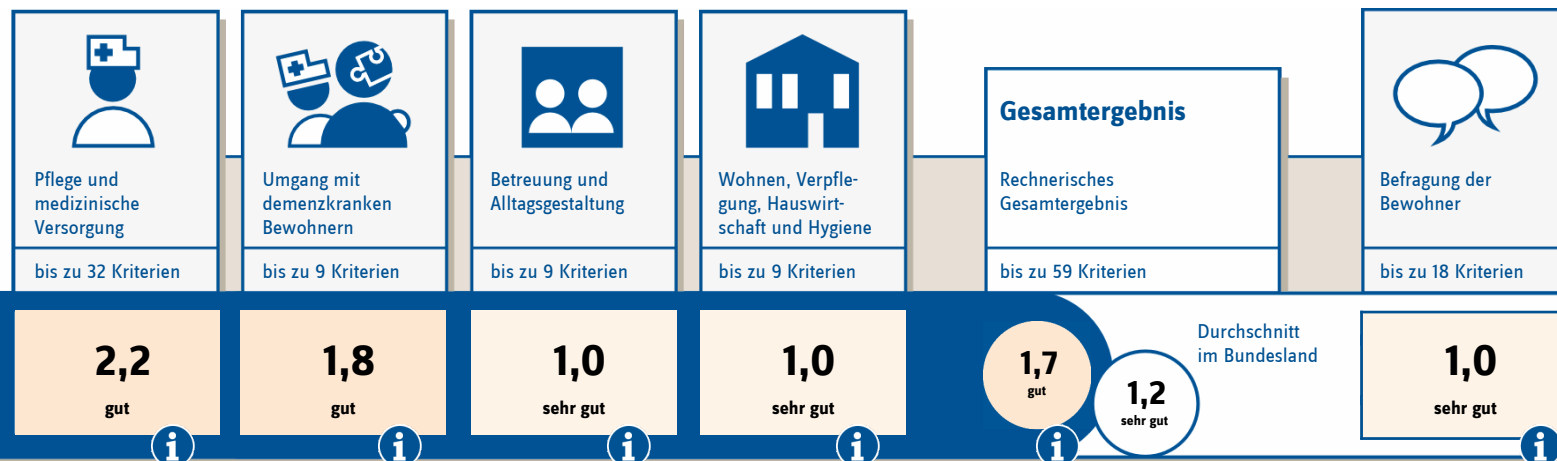 Pflege und
medizinische
Versorgung
bis zu 32 Kriterien
2,2
gut
Umgang mit
demenzkranken
Bewohnern
bis zu 9 Kriterien
1,8
gut
Betreuung und
Alltagsgestaltung
bis zu 9 Kriterien
1,0
sehr gut
Wohnen, Verpfle-
gung, Hauswirt-
schaft und Hygiene
bis zu 9 Kriterien
1,0
sehr gut
Gesamtergebnis
Rechnerisches
Gesamtergebnis
bis zu 59 Kriterien
1,7
gut
1,2
sehr gut
Durchschnitt
im Bundesland
Befragung der
Bewohner
bis zu 18 Kriterien
1,0
sehr gut